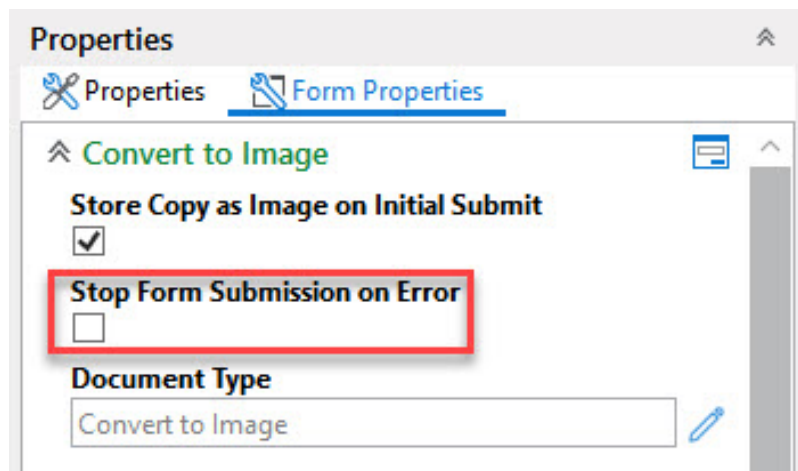 Properties
Properties Form Properties
Convert to Image
Store Copy as Image on Initial Submit
Stop Form Submission on Error
Document Type
Convert to Image